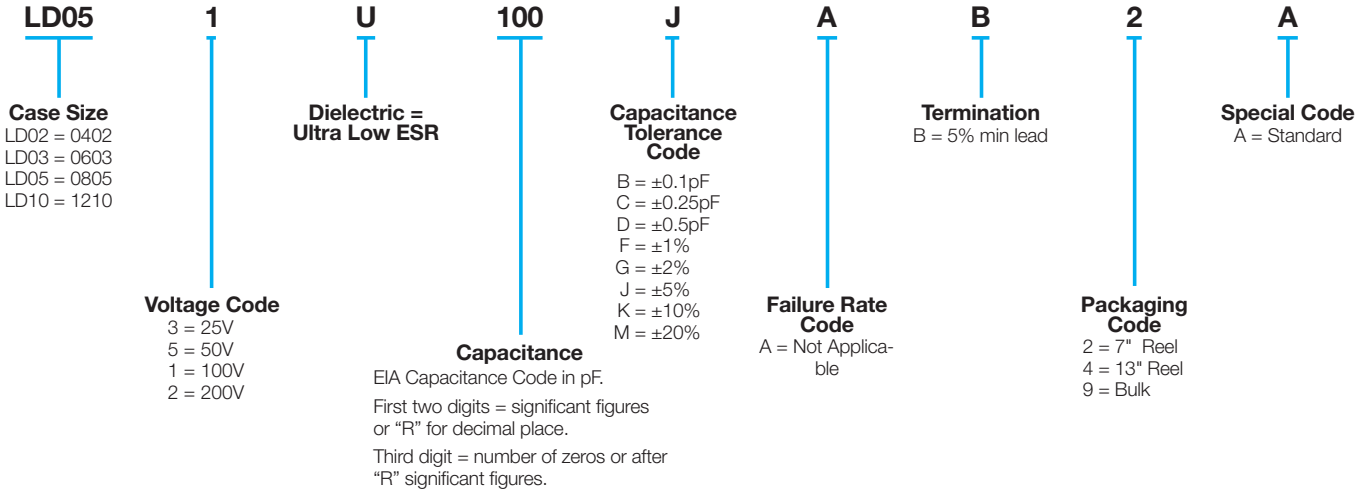 LD05 1 U 100 J A B 2 A
Case Size
LD02 = 0402
LD03 = 0603
LD05 = 0805
LD10 = 1210
Voltage Code
3 = 25V
5 = 50V
1 = 100V
2 = 200V
Dielectric =
Ultra Low ESR
Capacitance
EIA Capacitance Code in pF.
First two digits = significant figures
or “R” for decimal place.
Third digit = number of zeros or after
“R” significant figures.
Capacitance
Tolerance
Code
B = ±0.1pF
C = ±0.25pF
D = ±0.5pF
F = ±1%
G = ±2%
J = ±5%
K = ±10%
M = ±20%
Failure Rate
Code
A = Not Applica-
ble
Termination
B = 5% min lead
Packaging
Code
2 = 7" Reel
4 = 13" Reel
9 = Bulk
Special Code
A = Standard